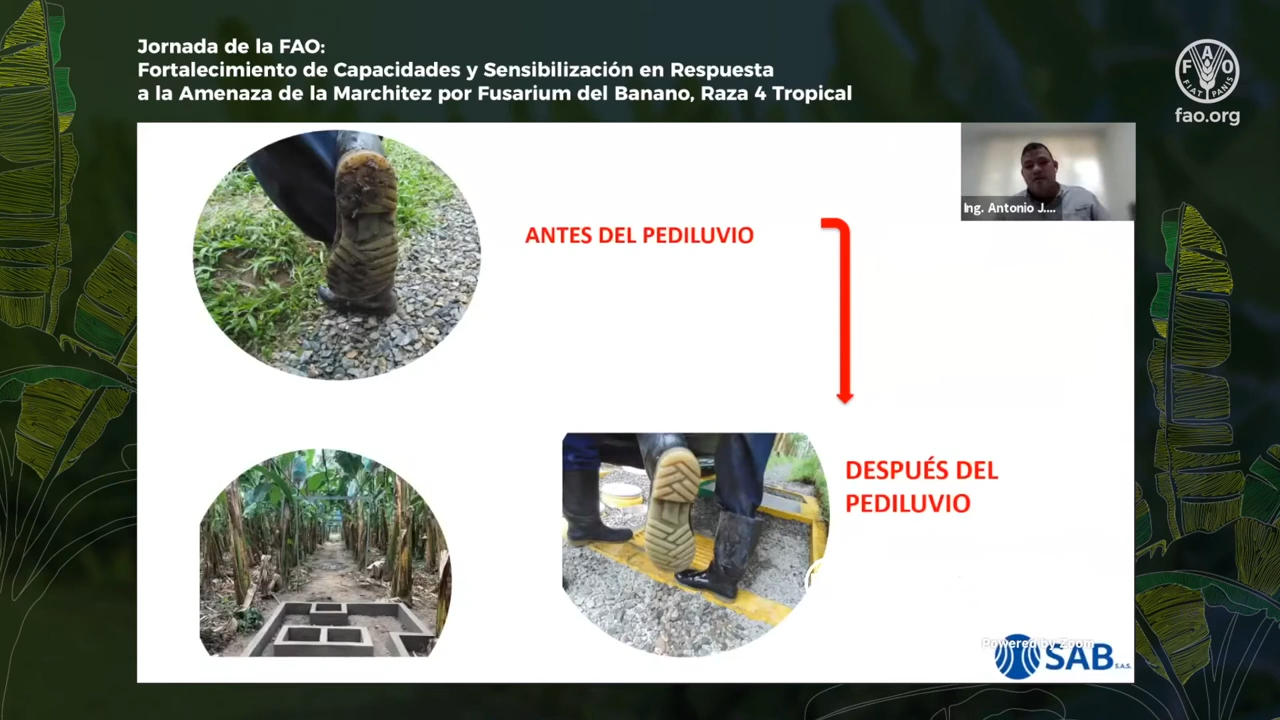 Jornada de la FAO:
Fortalecimiento de Capacidades y Sensibilización en Respuesta
a la Amenaza de la Marchitez por Fusarium del Banano, Raza 4 Tropical
F A O
FIAT PANIS
fao.org
Ing. Antonio J....
ANTES DEL PEDILUVIO
DESPUÉS DEL
PEDILUVIO
Powered by Zoom
SAB S.A.S.